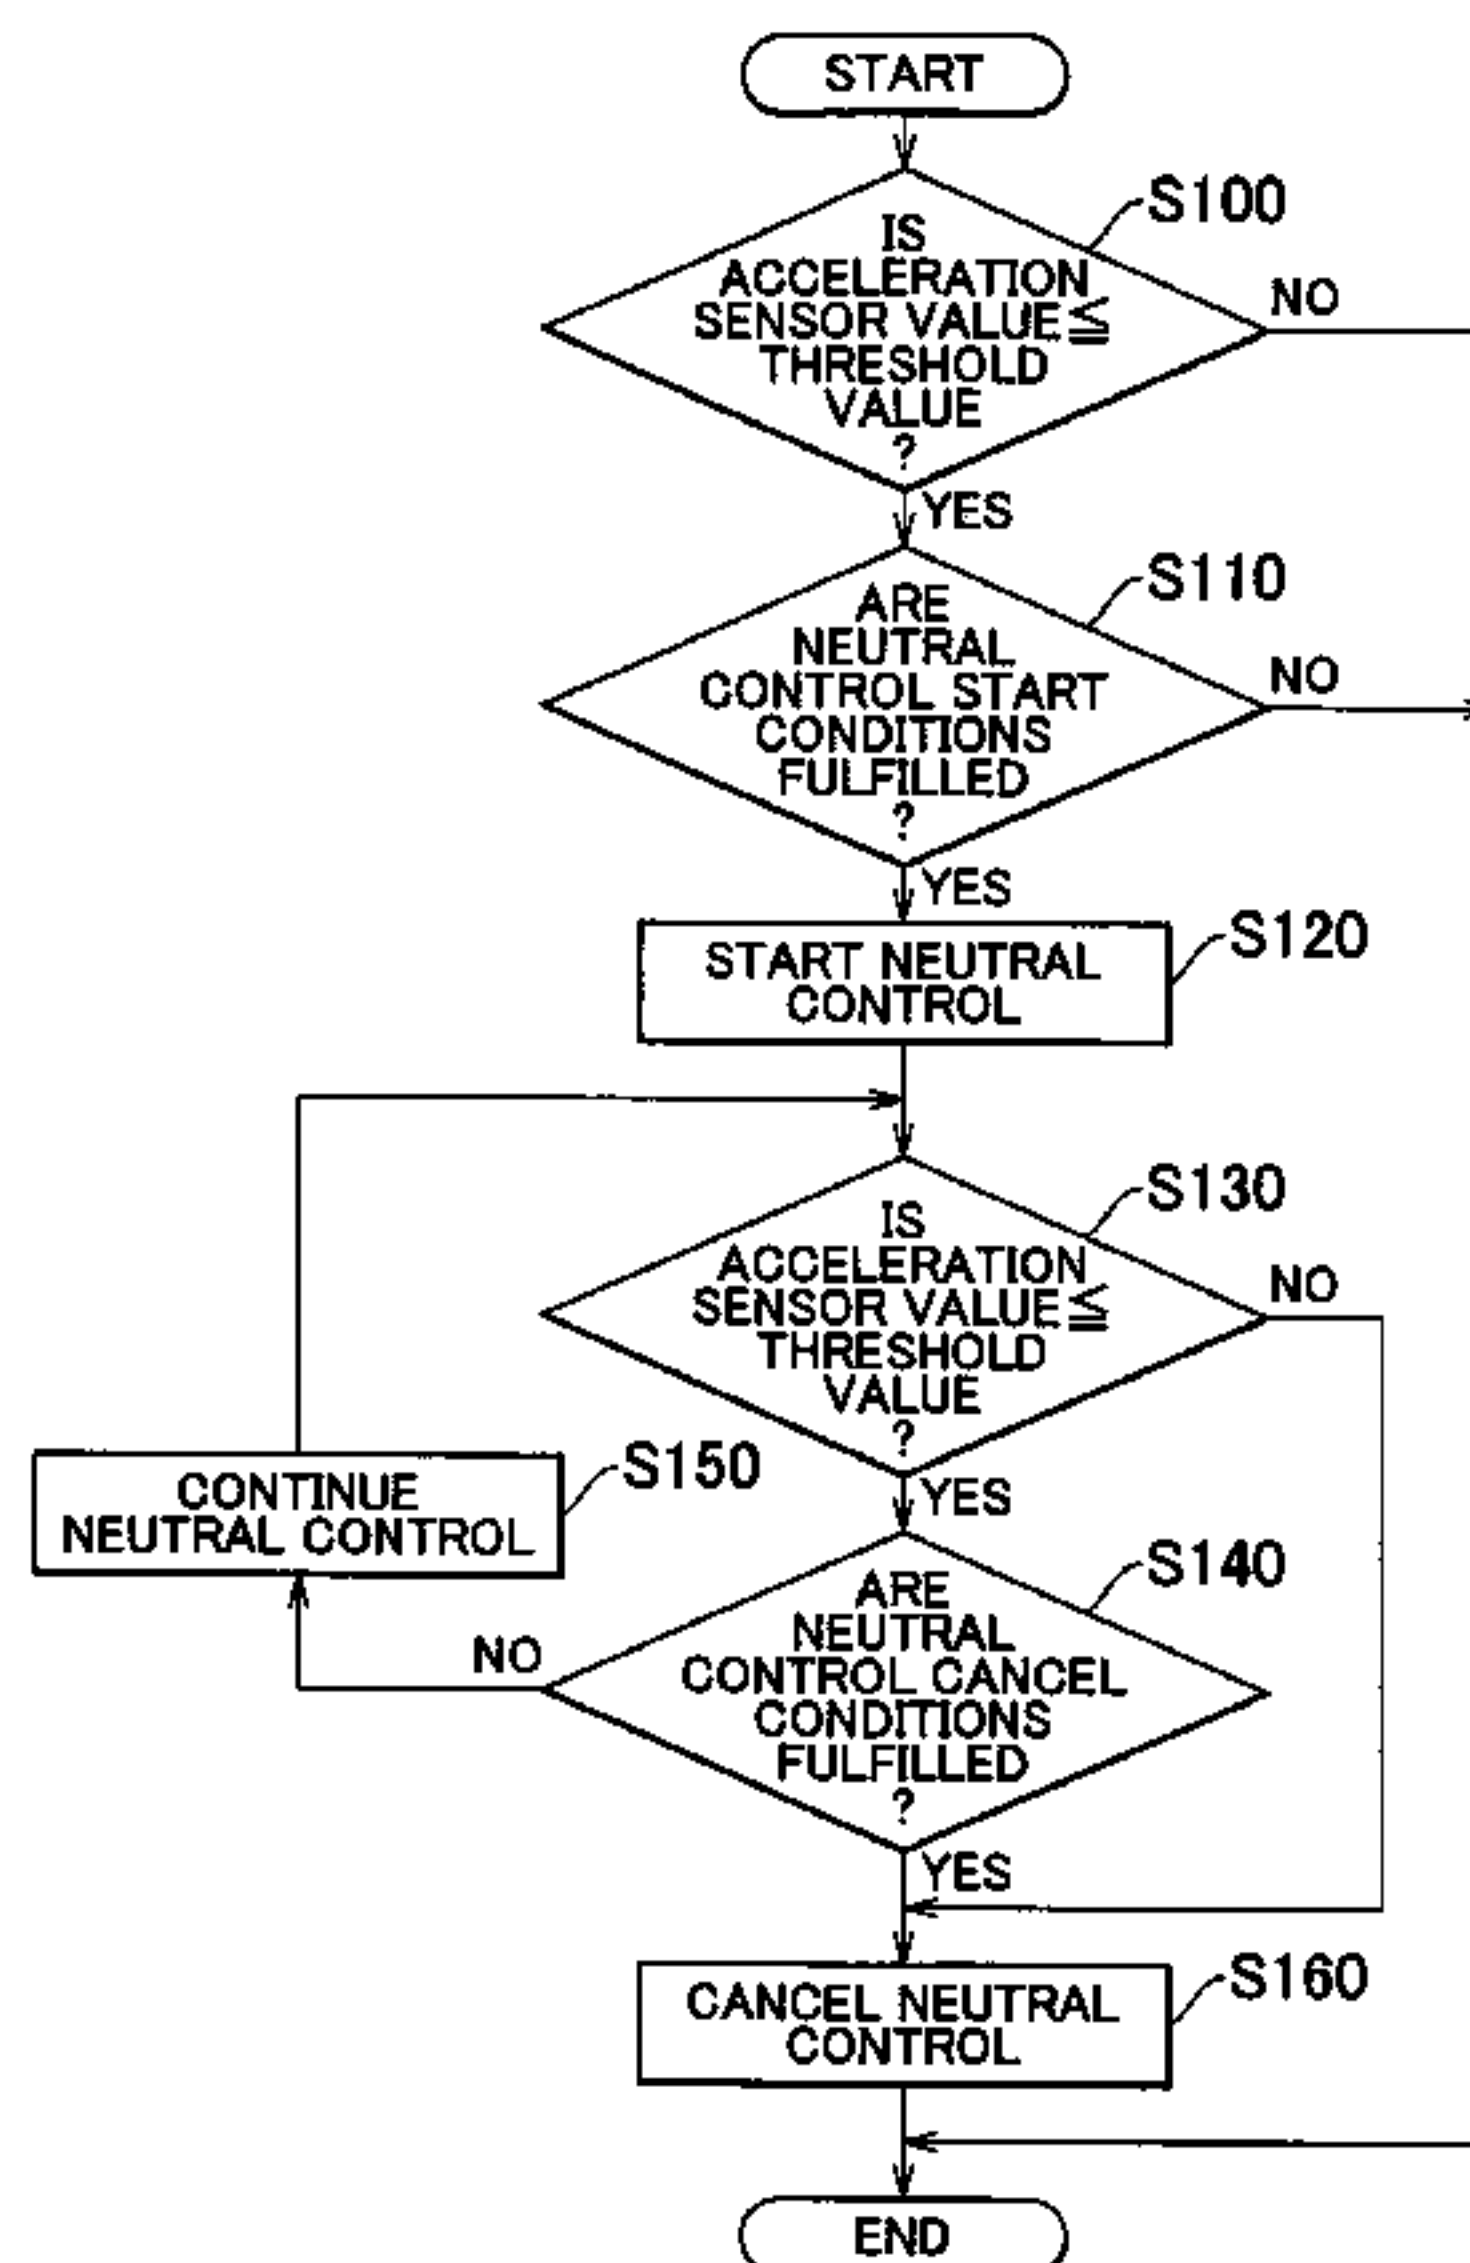 START
S100
IS
ACCELERATION
SENSOR VALUE≦
THRESHOLD
VALUE
?
NO
YES
S110
ARE
NEUTRAL
CONTROL START
CONDITIONS
FULFILLED
?
NO
YES
S120
START NEUTRAL
CONTROL
S130
IS
ACCELERATION
SENSOR VALUE≦
THRESHOLD
VALUE
?
NO
YES
S150
CONTINUE
NEUTRAL CONTROL
S140
ARE
NEUTRAL
CONTROL CANCEL
CONDITIONS
FULFILLED
?
NO
YES
S160
CANCEL NEUTRAL
CONTROL
END